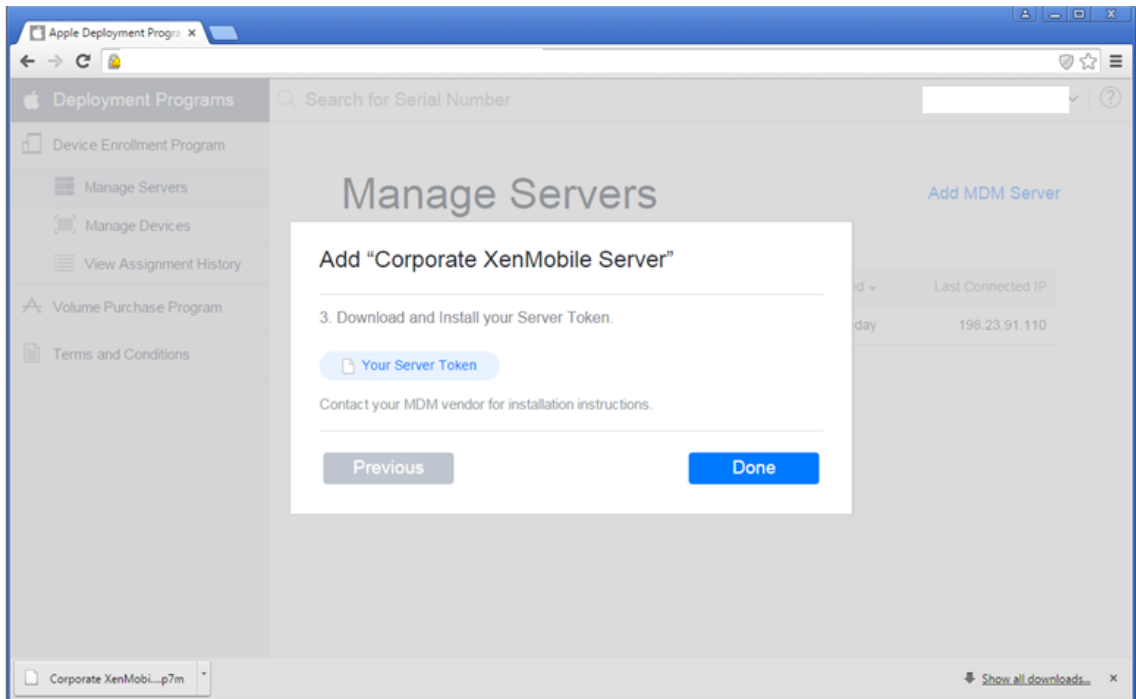 Apple Deployment Progra
Deployment Programs
Search for Serial Number
Device Enrollment Program
Manage Servers
Manage Devices
View Assignment History
Volume Purchase Program
Terms and Conditions
Manage Servers
Add MDM Server
ed
Last Connected IP
day
198.23.91.110
Add “Corporate XenMobile Server”
3. Download and Install your Server Token.
Your Server Token
Contact your MDM vendor for installation instructions.
Previous
Done
Corporate XenMobi....p7m
Show all downloads...